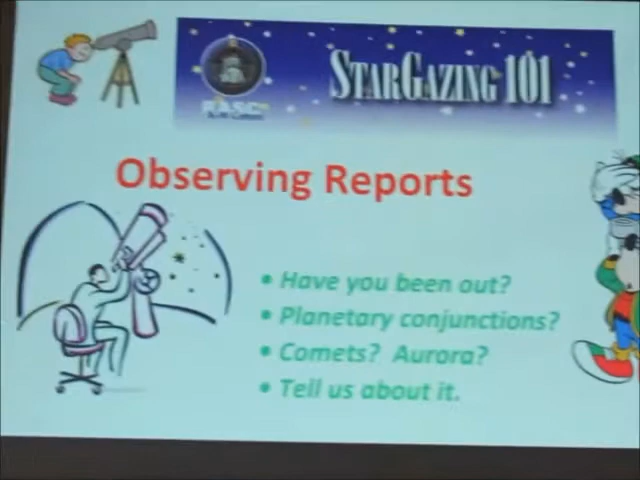 STARGAZING 101
RASC
Observing Reports
• Have you been out?
• Planetary conjunctions?
• Comets? Aurora?
• Tell us about it.